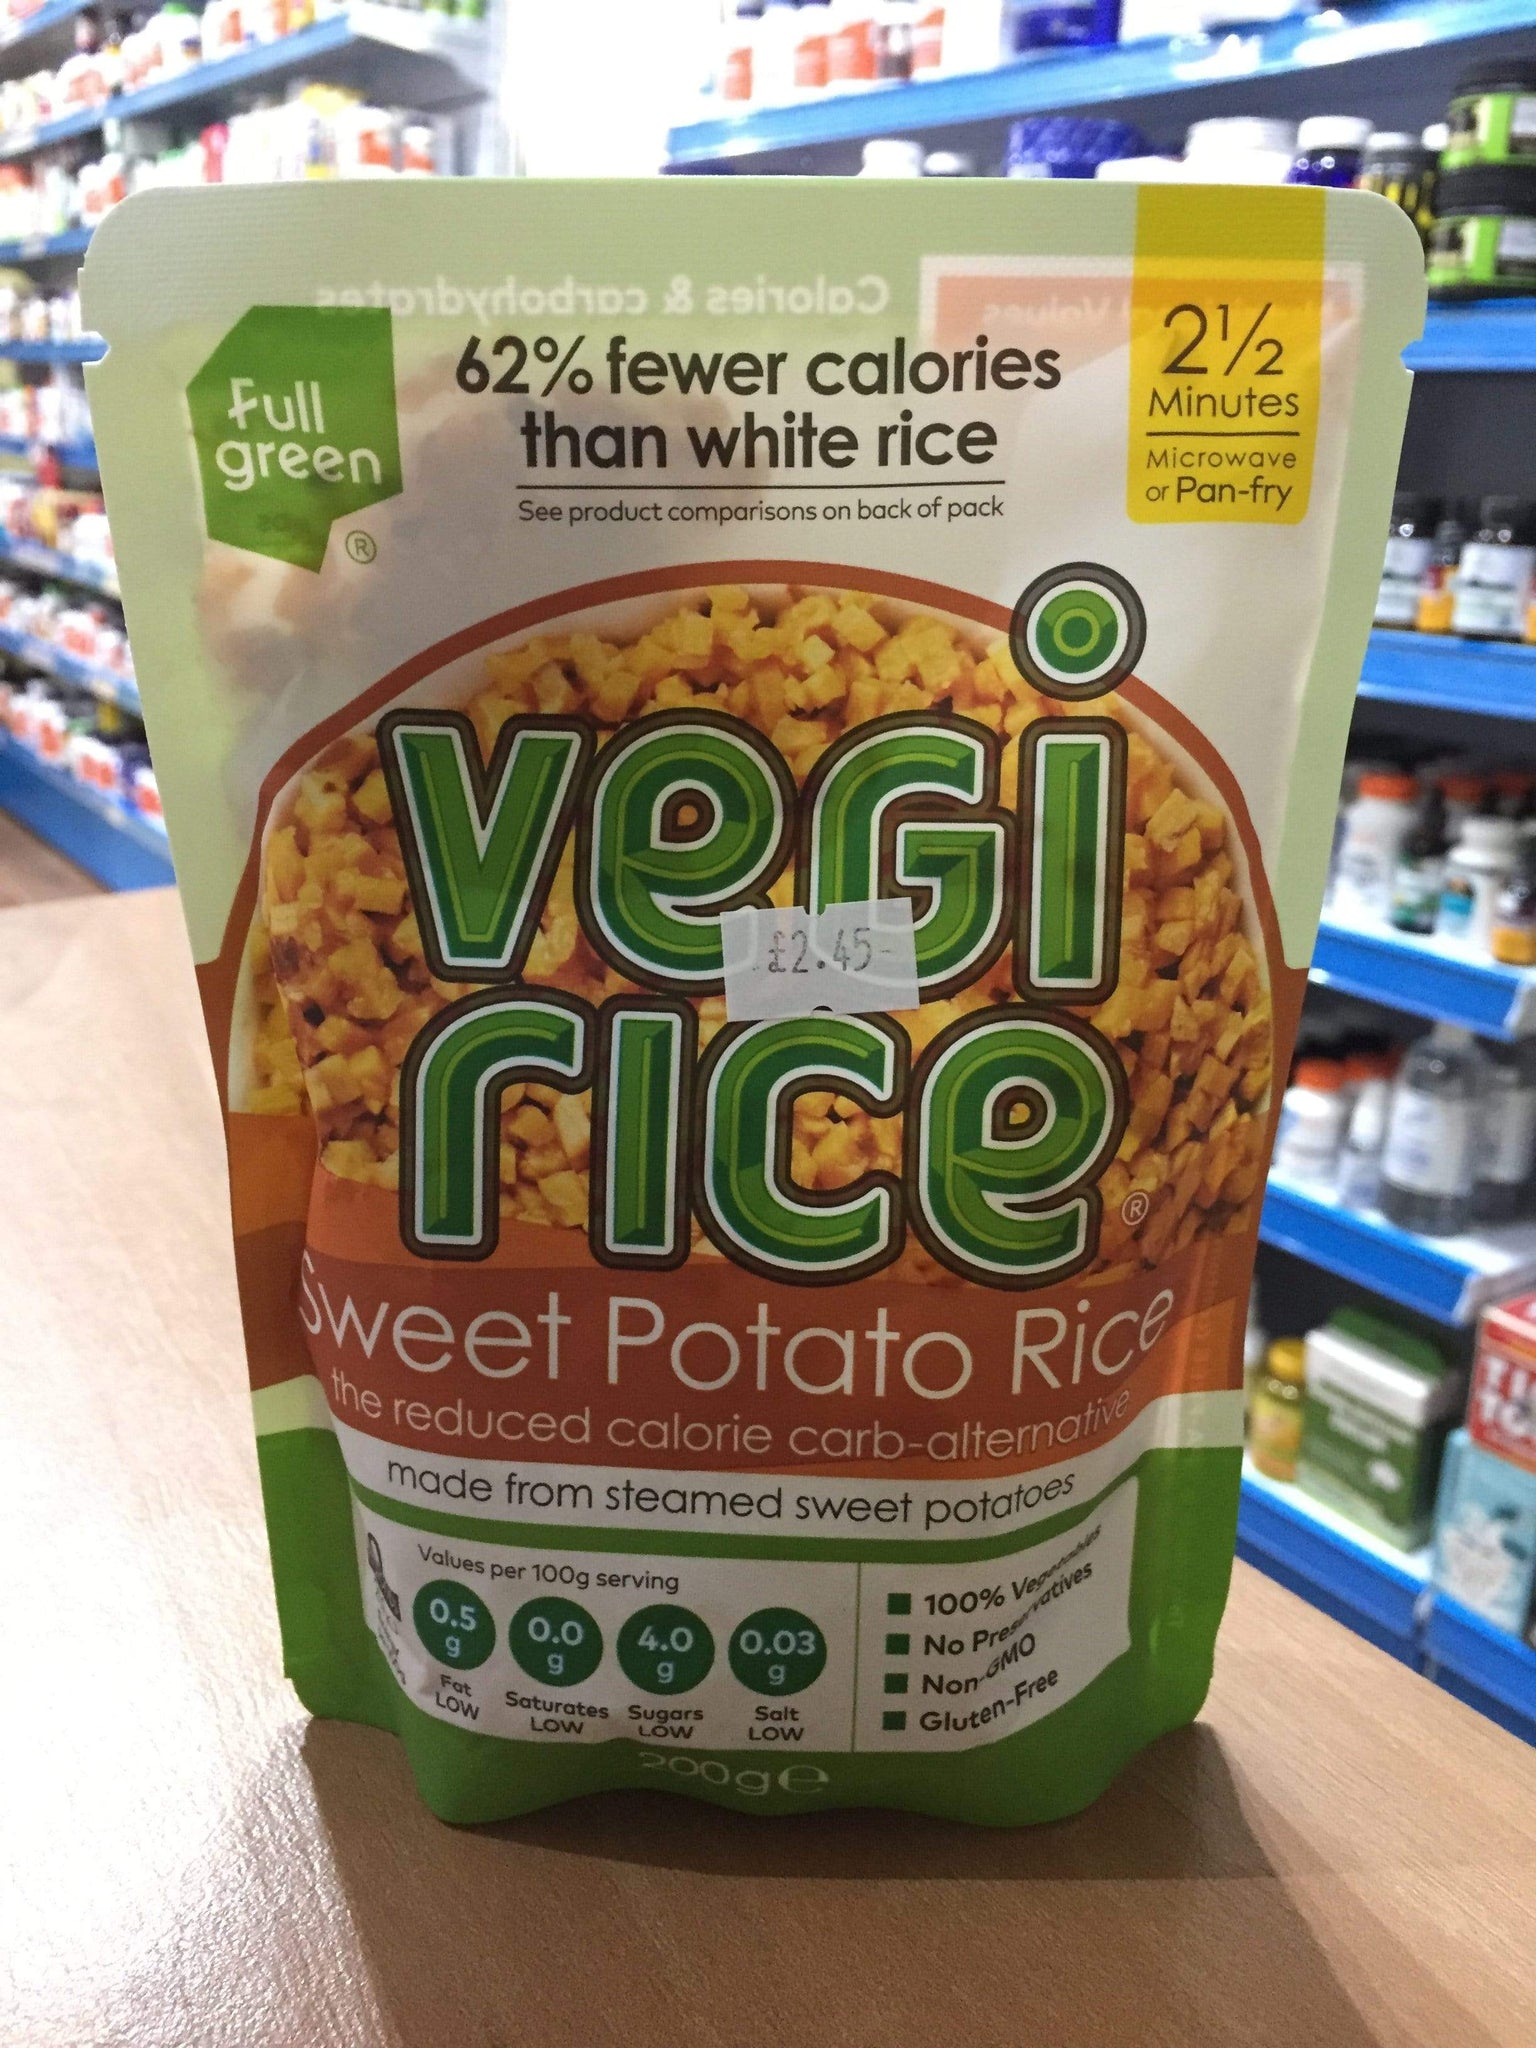 Calories & carbohydrates
Full
green
®
62% fewer calories
than white rice
See product comparisons on back of pack
2½
Minutes
Microwave
or Pan-fry
VEGI
RICE
®
£2.45
Sweet Potato Rice
the reduced calorie carb-alternative
made from steamed sweet potatoes
Values per 100g serving
0.5
g
Fat
LOW
0.0
g
Saturates
LOW
4.0
g
Sugars
LOW
0.03
g
Salt
LOW
100% Vegetables
No Preservatives
Non-GMO
Gluten-Free
200g℮